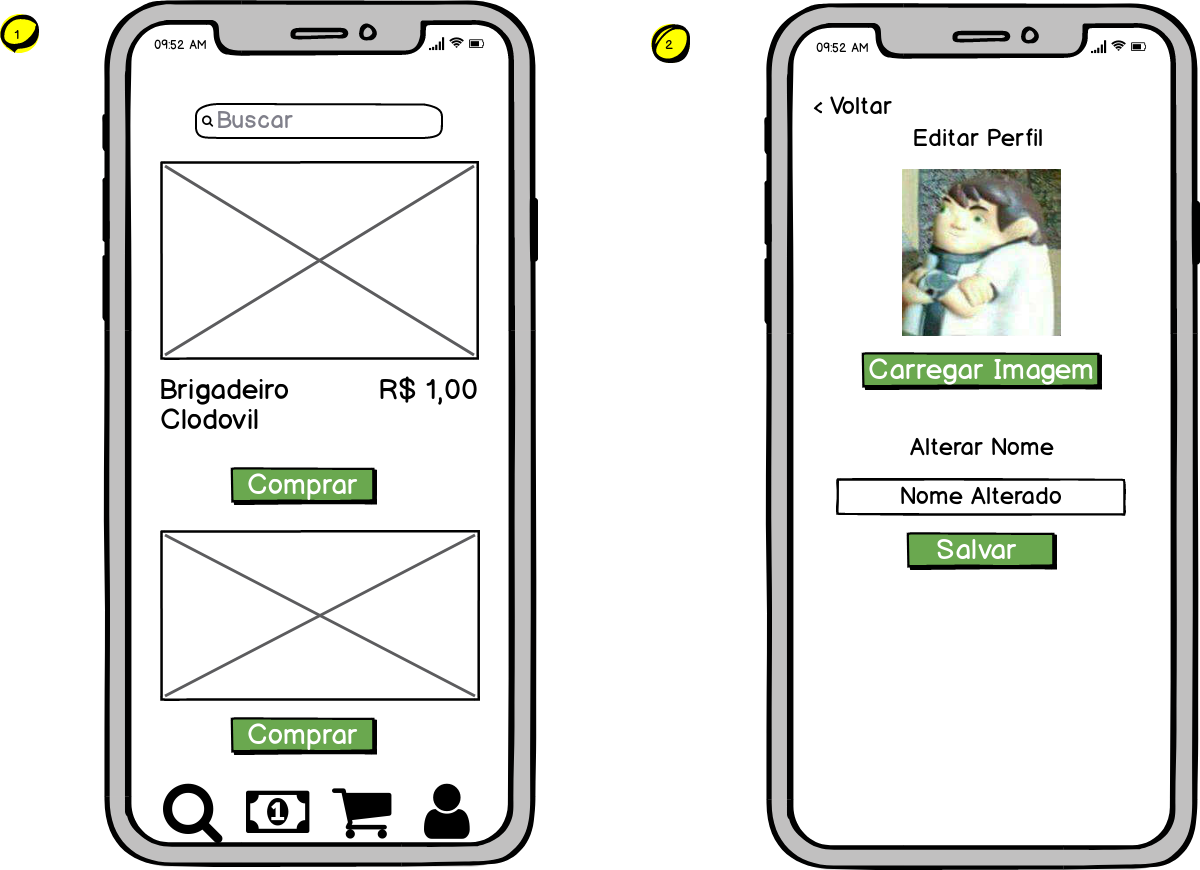 1
09:52 AM
Buscar
Brigadeiro
Clodovil
R$ 1,00
Comprar
Comprar
1
2
09:52 AM
< Voltar
Editar Perfil
Carregar Imagem
Alterar Nome
Nome Alterado
Salvar